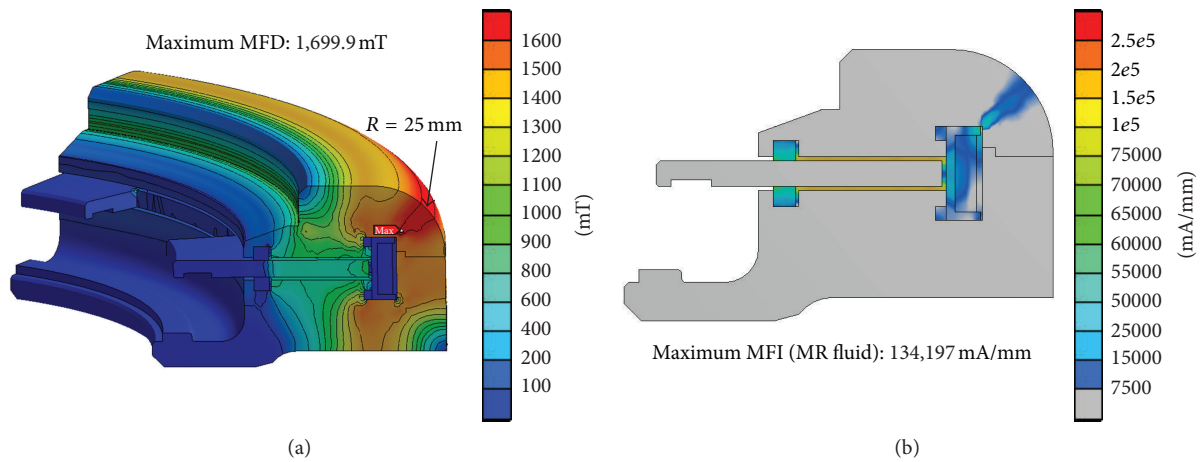 Maximum MFD: 1,699.9 mT
R = 25 mm
Max
1600
1500
1400
1300
1200
1100
1000
900
800
600
400
200
100
(mT)
(a)
2.5e5
2e5
1.5e5
1e5
75000
70000
65000
60000
55000
50000
25000
15000
7500
(mA/mm)
Maximum MFI (MR fluid): 134,197 mA/mm
(b)